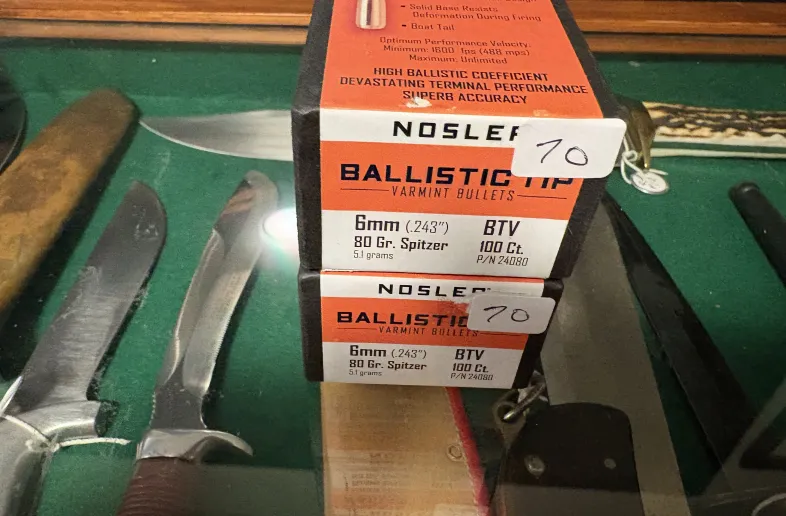 • Solid Base Resists
Deformation During Firing
• Boat Tail
Optimum Performance Velocity:
Minimum: 1600 fps (488 mps)
Maximum: Unlimited
HIGH BALLISTIC COEFFICIENT
DEVASTATING TERMINAL PERFORMANCE
SUPERB ACCURACY
NOSLER
70
BALLISTIC TIP
VARMINT BULLETS
6mm (.243") BTV
80 Gr. Spitzer 100 Ct.
5.1 grams P/N 24080
NOSLER
70
BALLISTIC
VARMINT BULLETS
6mm (.243") BTV
80 Gr. Spitzer 100 Ct.
5.1 grams P/N 24080